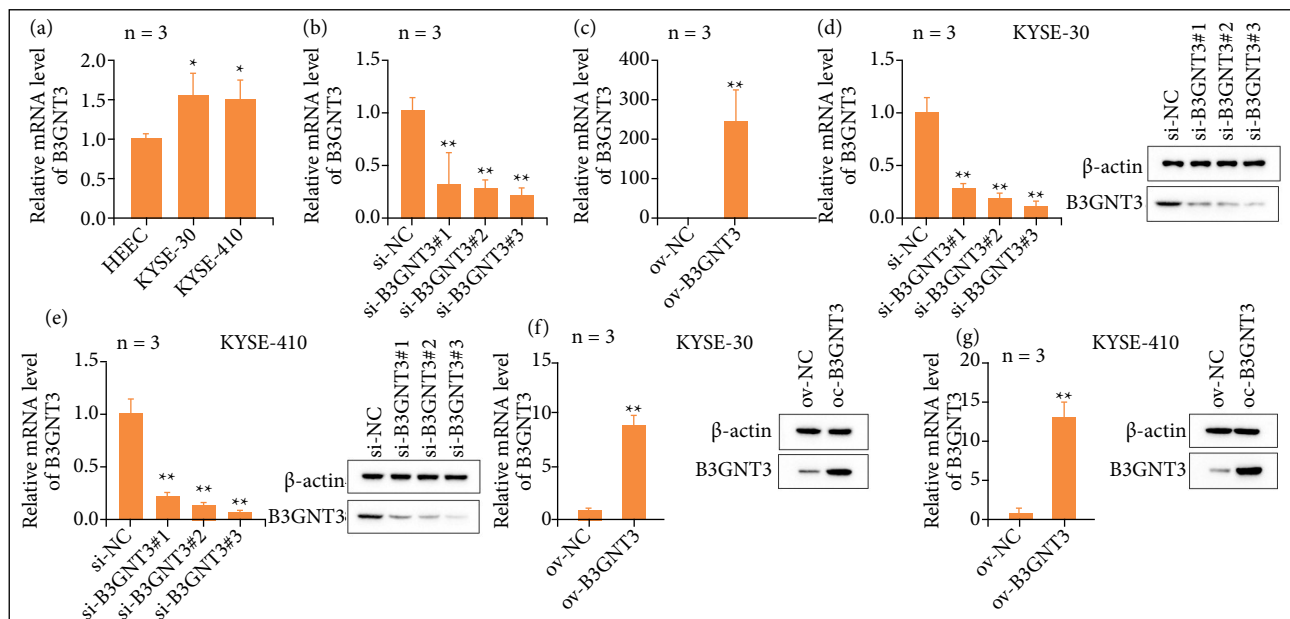 (a)
n = 3
Relative mRNA level
of B3GNT3
2.0
1.5
1.0
0.5
0.0
*
*
HEEC
KYSE-30
KYSE-410
(b)
n = 3
Relative mRNA level
of B3GNT3
1.5
1.0
0.5
0.0
**
**
**
si-NC
si-B3GNT3#1
si-B3GNT3#2
si-B3GNT3#3
(c)
n = 3
Relative mRNA level
of B3GNT3
400
300
200
100
0
**
ov-NC
ov-B3GNT3
(d)
n = 3
KYSE-30
Relative mRNA level
of B3GNT3
1.5
1.0
0.5
0.0
**
**
**
si-NC
si-B3GNT3#1
si-B3GNT3#2
si-B3GNT3#3
si-NC
si-B3GNT3#1
si-B3GNT3#2
si-B3GNT3#3
β-actin
B3GNT3
(e)
n = 3
KYSE-410
Relative mRNA level
of B3GNT3
1.5
1.0
0.5
0.0
**
**
**
si-NC
si-B3GNT3#1
si-B3GNT3#2
si-B3GNT3#3
si-NC
si-B3GNT3#1
si-B3GNT3#2
si-B3GNT3#3
β-actin
B3GNT3
(f)
n = 3
KYSE-30
Relative mRNA level
of B3GNT3
15
10
5
0
**
ov-NC
ov-B3GNT3
ov-NC
oc-B3GNT3
β-actin
B3GNT3
(g)
n = 3
KYSE-410
Relative mRNA level
of B3GNT3
20
15
10
5
0
**
ov-NC
ov-B3GNT3
ov-NC
oc-B3GNT3
β-actin
B3GNT3